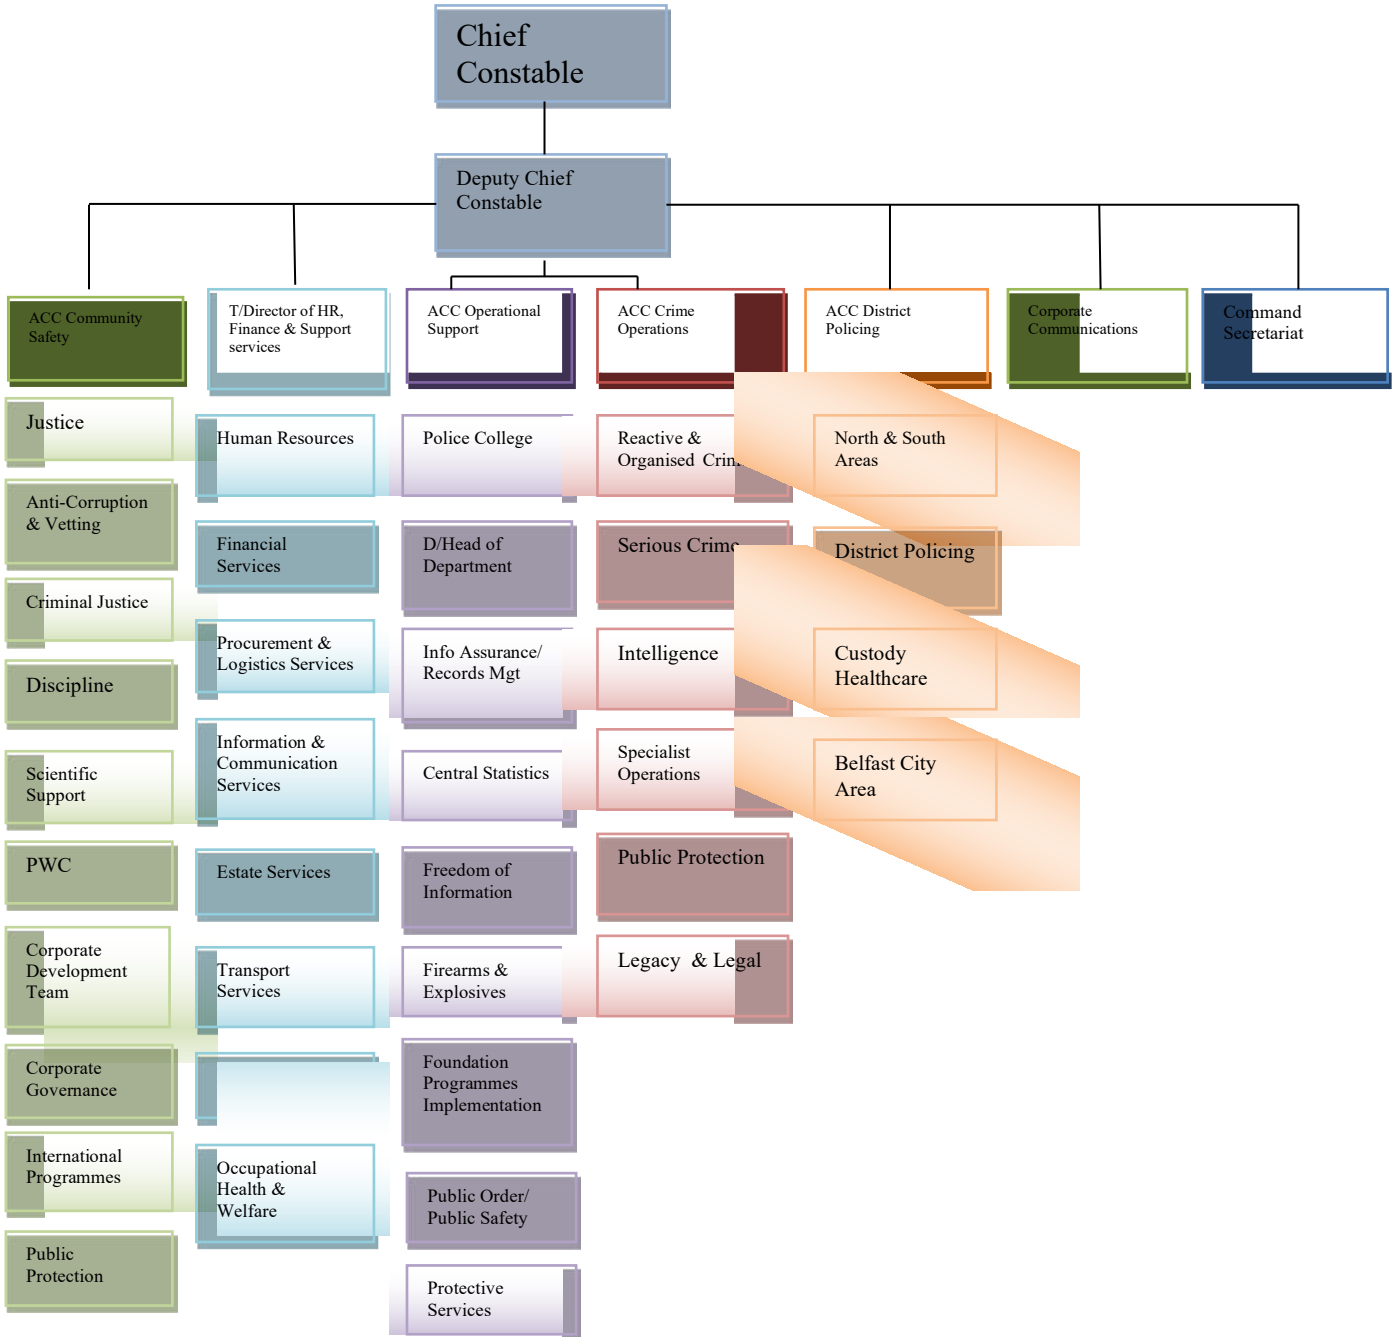 Chief
Constable
Deputy Chief
Constable
ACC Community
Safety
T/Director of HR,
Finance & Support
services
ACC Operational
Support
ACC Crime
Operations
ACC District
Policing
Corporate
Communications
Command
Secretariat
Justice
Anti-Corruption
& Vetting
Criminal Justice
Discipline
Scientific
Support
PWC
Corporate
Development
Team
Corporate
Governance
International
Programmes
Public
Protection
Human Resources
Financial
Services
Procurement &
Logistics Services
Information &
Communication
Services
Estate Services
Transport
Services
Occupational
Health &
Welfare
Police College
D/Head of
Department
Info Assurance/
Records Mgt
Central Statistics
Freedom of
Information
Firearms &
Explosives
Foundation
Programmes
Implementation
Public Order/
Public Safety
Protective
Services
Reactive &
Organised Crim
Serious Crime
Intelligence
Specialist
Operations
Public Protection
Legacy & Legal
North & South
Areas
District Policing
Custody
Healthcare
Belfast City
Area